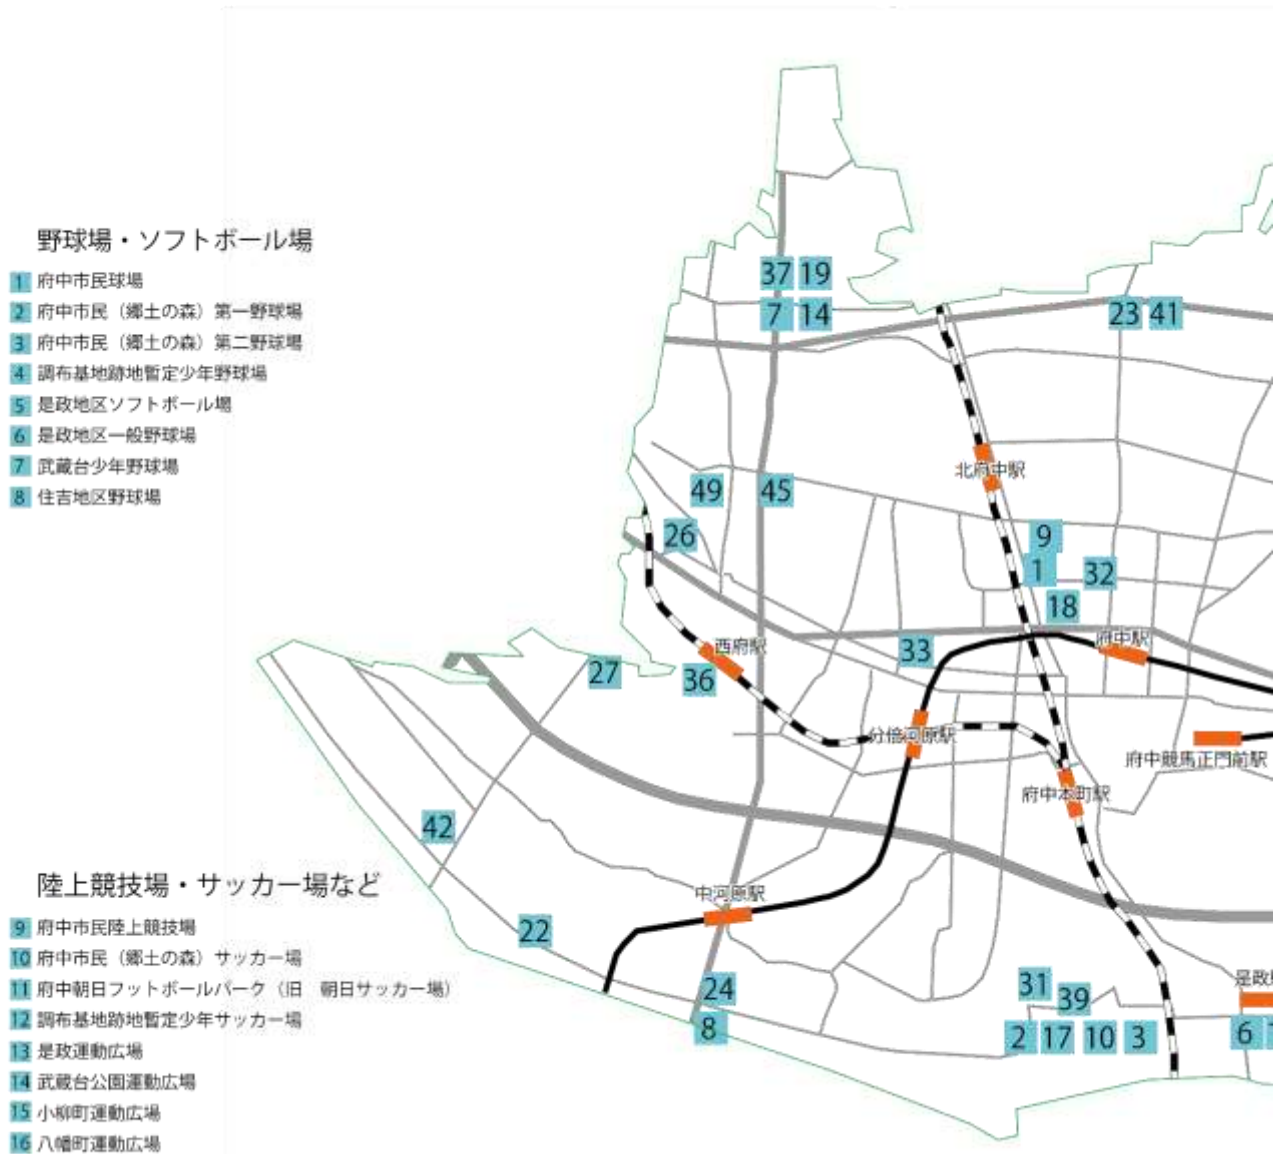 野球場・ソフトボール場
1 府中市民球場
2 府中市民（郷土の森）第一野球場
3 府中市民（郷土の森）第二野球場
4 調布基地跡地暫定少年野球場
5 是政地区ソフトボール場
6 是政地区一般野球場
7 武蔵台少年野球場
8 住吉地区野球場
陸上競技場・サッカー場など
9 府中市民陸上競技場
10 府中市民（郷土の森）サッカー場
11 府中朝日フットボールパーク（旧　朝日サッカー場）
12 調布基地跡地暫定少年サッカー場
13 是政運動広場
14 武蔵台公園運動広場
15 小柳町運動広場
16 八幡町運動広場
37 19
7 14
23 41
北府中駅
49 45
26
9
1 32
18
府中駅
西府駅
33
27
36
分倍河原駅
府中競馬正門前駅
府中本町駅
42
中河原駅
22
24
8
31
39
是政
2 17 10 3 6